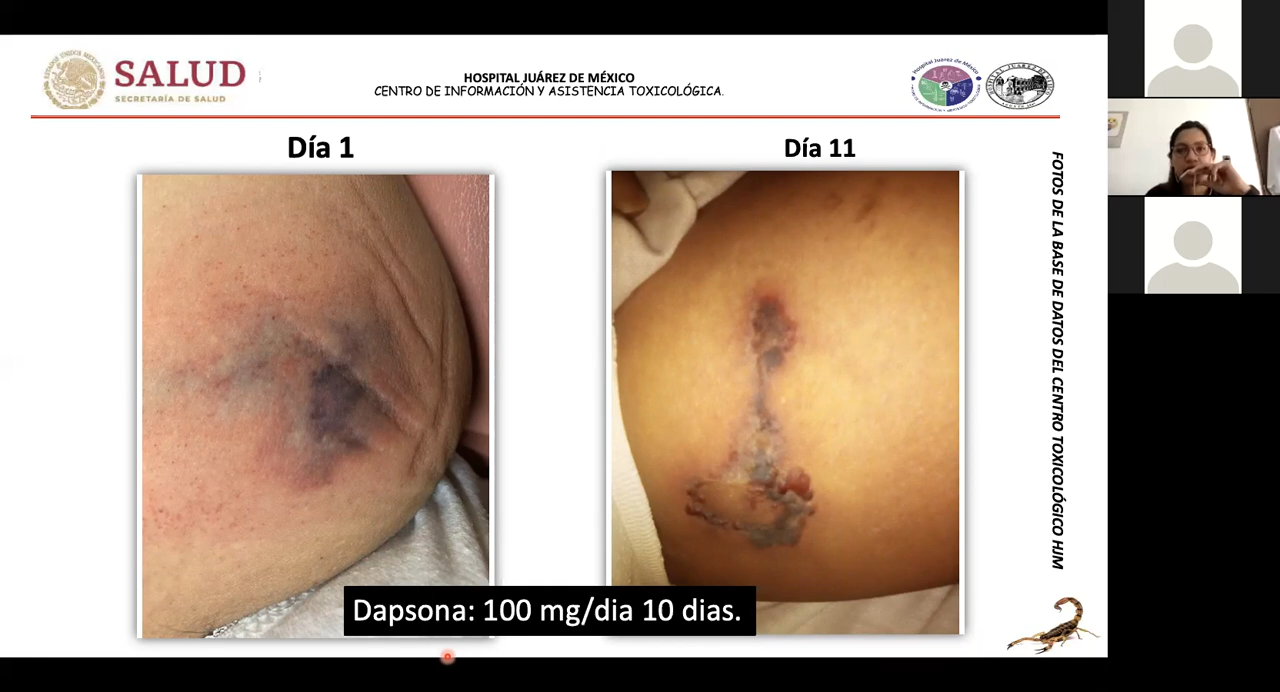 SALUD
SECRETARÍA DE SALUD
HOSPITAL JUÁREZ DE MÉXICO
CENTRO DE INFORMACIÓN Y ASISTENCIA TOXICOLÓGICA.
Día 1
Día 11
FOTOS DE LA BASE DE DATOS DEL CENTRO TOXICOLÓGICO HJM
Dapsona: 100 mg/dia 10 dias.